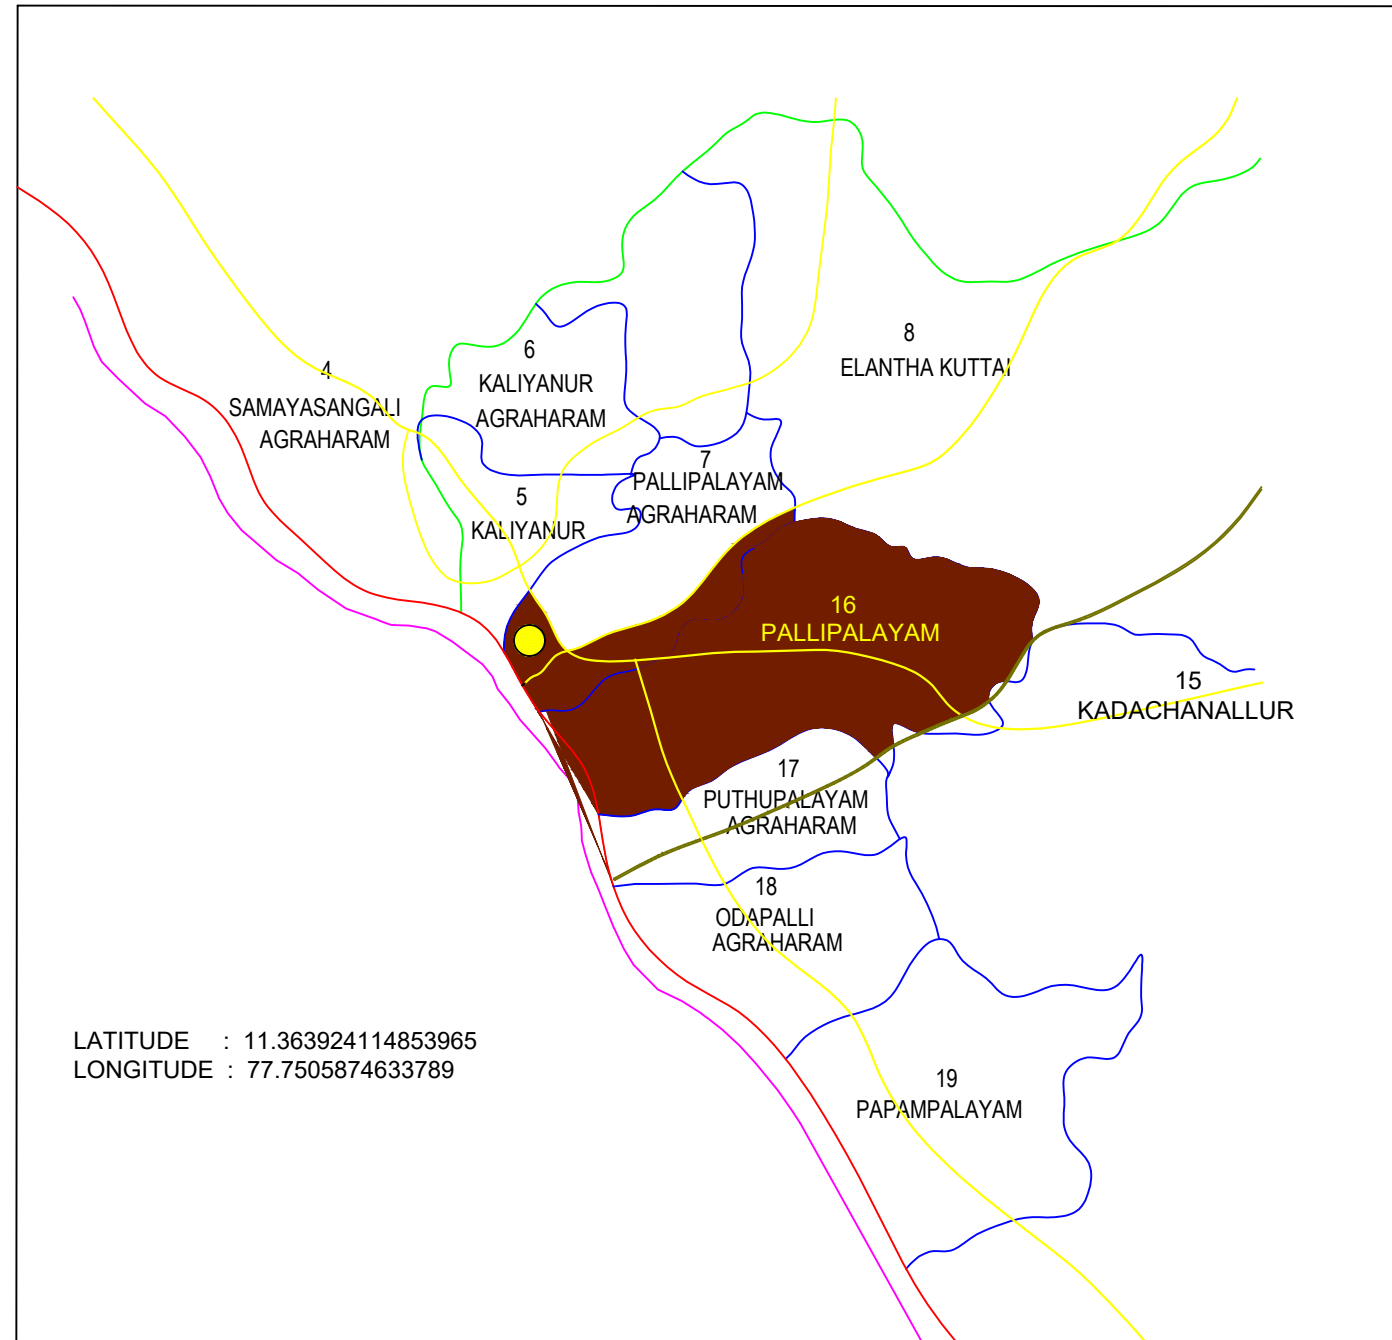 8
ELANTHA KUTTAI
6
KALIYANUR
AGRAHARAM
4
SAMAYASANGALI
AGRAHARAM
7
PALLIPALAYAM
AGRAHARAM
5
KALIYANUR
16
PALLIPALAYAM
15
KADACHANALLUR
17
PUTHUPALAYAM
AGRAHARAM
18
ODAPALLI
AGRAHARAM
LATITUDE : 11.363924114853965
LONGITUDE : 77.7505874633789
19
PAPAMPALAYAM